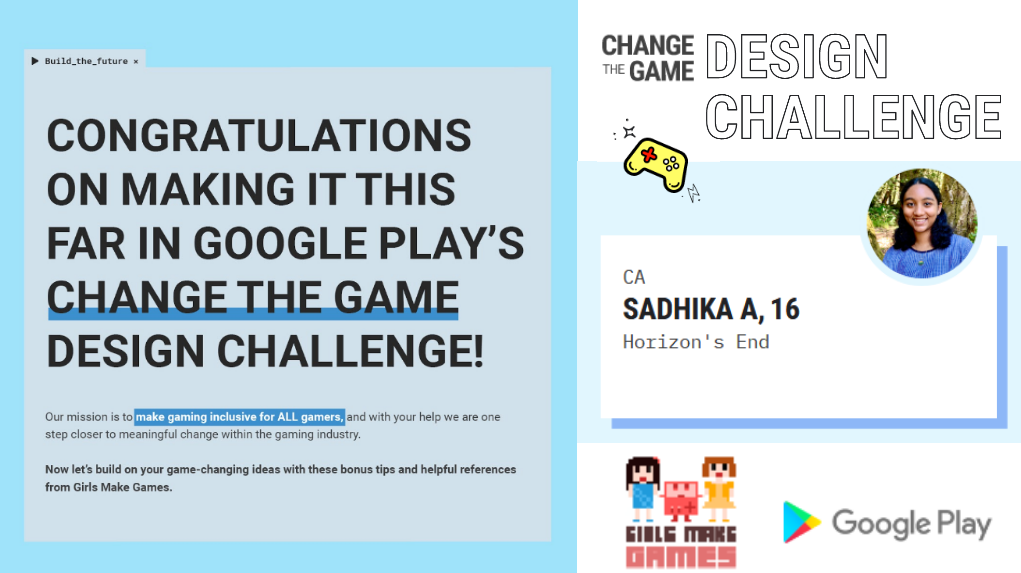 Build_the_future ×
CONGRATULATIONS
ON MAKING IT THIS
FAR IN GOOGLE PLAY’S
CHANGE THE GAME
DESIGN CHALLENGE!
Our mission is to make gaming inclusive for ALL gamers, and with your help we are one
step closer to meaningful change within the gaming industry.
Now let’s build on your game-changing ideas with these bonus tips and helpful references
from Girls Make Games.
CHANGE
THE GAME
DESIGN
CHALLENGE
CA
SADHIKA A, 16
Horizon's End
GIRLS MAKE
GAMES
Google Play